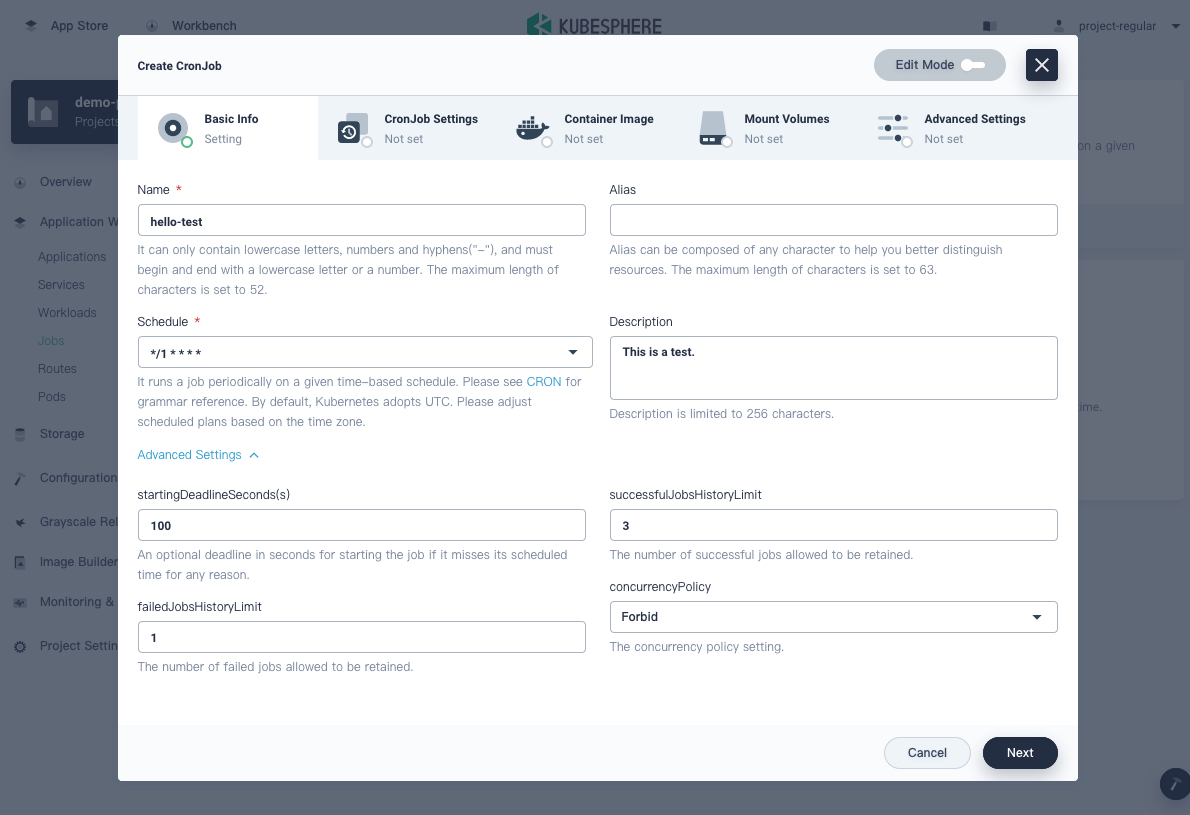 App Store
Workbench
KUBESPHERE
project-regular
Create CronJob
Edit Mode
demo-
Projects
Basic Info
Setting
CronJob Settings
Not set
Container Image
Not set
Mount Volumes
Not set
Advanced Settings
Not set
on a given
Overview
Application W
Applications
Services
Workloads
Jobs
Routes
Pods
Storage
Configuration
Grayscale Rel
Image Builder
Monitoring &
Project Settin
Name *
hello-test
It can only contain lowercase letters, numbers and hyphens("-"), and must
begin and end with a lowercase letter or a number. The maximum length of
characters is set to 52.
Alias
Alias can be composed of any character to help you better distinguish
resources. The maximum length of characters is set to 63.
Schedule *
*/1 * * * *
It runs a job periodically on a given time-based schedule. Please see CRON for
grammar reference. By default, Kubernetes adopts UTC. Please adjust
scheduled plans based on the time zone.
Description
This is a test.
Description is limited to 256 characters.
time.
Advanced Settings
startingDeadlineSeconds(s)
100
An optional deadline in seconds for starting the job if it misses its scheduled
time for any reason.
successfulJobsHistoryLimit
3
The number of successful jobs allowed to be retained.
failedJobsHistoryLimit
1
The number of failed jobs allowed to be retained.
concurrencyPolicy
Forbid
The concurrency policy setting.
Cancel
Next